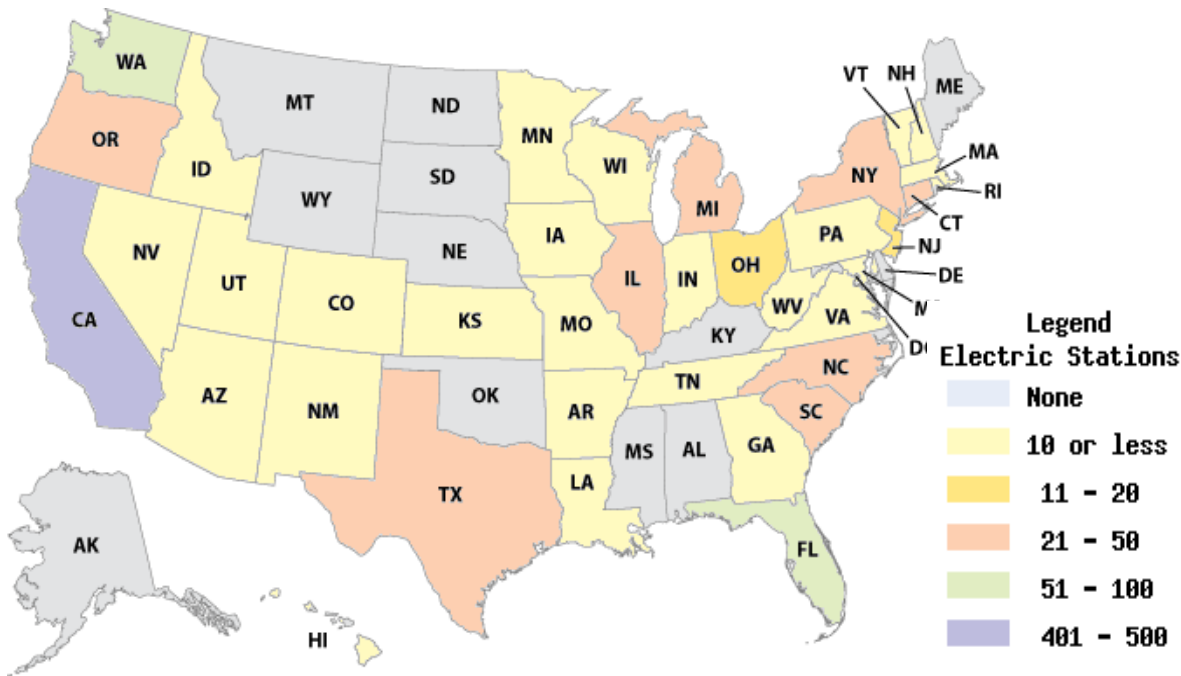 WA
MT
ND
OR
ID
WY
SD
MN
WI
MI
NY
VT NH
ME
MA
RI
CT
NJ
DE
PA
NV
UT
CO
NE
IA
IL
IN
OH
WV
VA
CA
KS
MO
KY
AZ
NM
OK
AR
TN
NC
SC
TX
LA
MS
AL
GA
FL
AK
HI
Legend
Electric Stations
None
10 or less
11 - 20
21 - 50
51 - 100
401 - 500